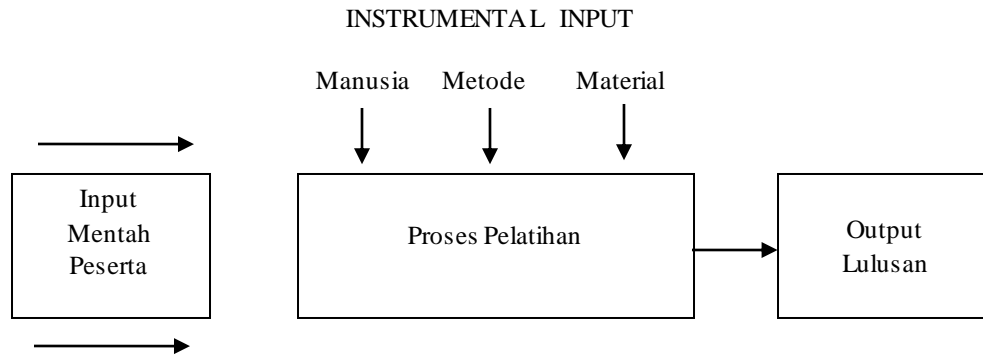 INSTRUMENTAL INPUT
Manusia Metode Material
Input
Mentah
Peserta
Proses Pelatihan
Output
Lulusan